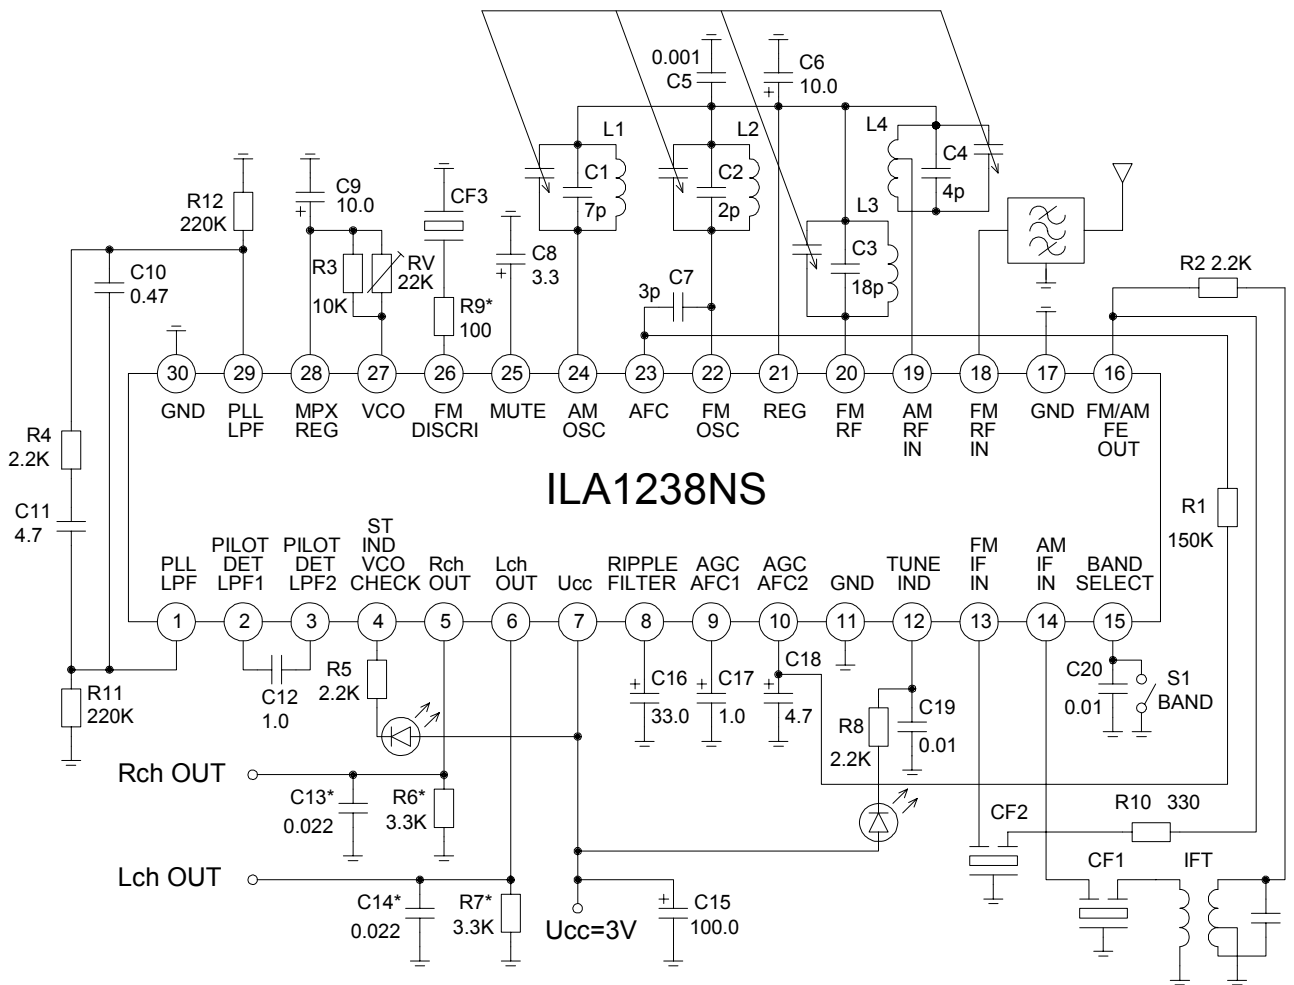 0.001
C5
C6
10.0
L1
L2
L4
C1
7p
C2
2p
C4
4p
R12
220K
C9
10.0
CF3
C8
3.3
L3
C3
18p
C10
0.47
R3
10K
RV
22K
R9*
100
C7
3p
R2 2.2K
30
29
28
27
26
25
24
23
22
21
20
19
18
17
16
GND
PLL
LPF
MPX
REG
VCO
FM
DISCRI
MUTE
AM
OSC
AFC
FM
OSC
REG
FM
RF
AM
RF
IN
FM
RF
IN
GND
FM/AM
FE
OUT
R4
2.2K
C11
4.7
ILA1238NS
R1
150K
PLL
LPF
PILOT
DET
LPF1
PILOT
DET
LPF2
ST
IND
VCO
CHECK
Rch
OUT
Lch
OUT
Ucc
RIPPLE
FILTER
AGC
AFC1
AGC
AFC2
GND
TUNE
IND
FM
IF
IN
AM
IF
IN
BAND
SELECT
1
2
3
4
5
6
7
8
9
10
11
12
13
14
15
R11
220K
C12
1.0
R5
2.2K
C16
33.0
C17
1.0
C18
4.7
R8
2.2K
C19
0.01
C20
0.01
S1
BAND
Rch OUT
C13*
0.022
R6*
3.3K
CF2
R10 330
Lch OUT
C14*
0.022
R7*
3.3K
Ucc=3V
C15
100.0
CF1
IFT